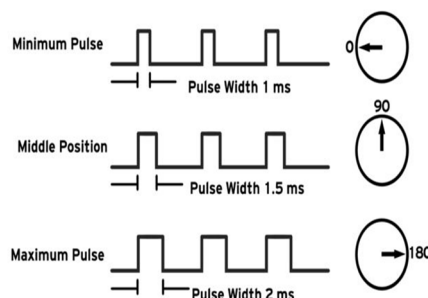 Minimum Pulse
0
Pulse Width 1 ms
90
Middle Position
Pulse Width 1.5 ms
Maximum Pulse
180
Pulse Width 2 ms